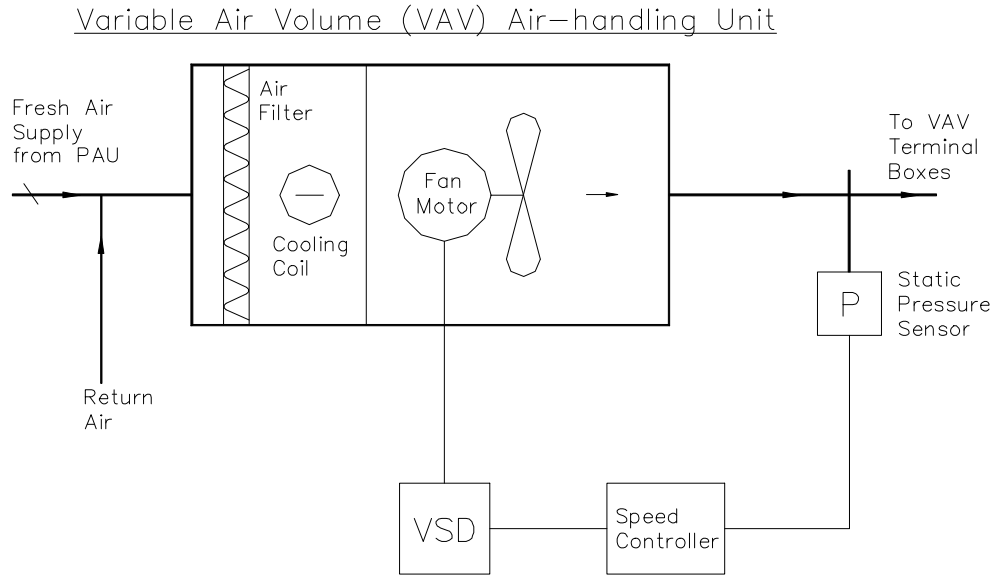 Variable Air Volume (VAV) Air-handling Unit
Fresh Air
Supply
from PAU
Air
Filter
Cooling
Coil
Fan
Motor
To VAV
Terminal
Boxes
P
Static
Pressure
Sensor
Return
Air
VSD
Speed
Controller